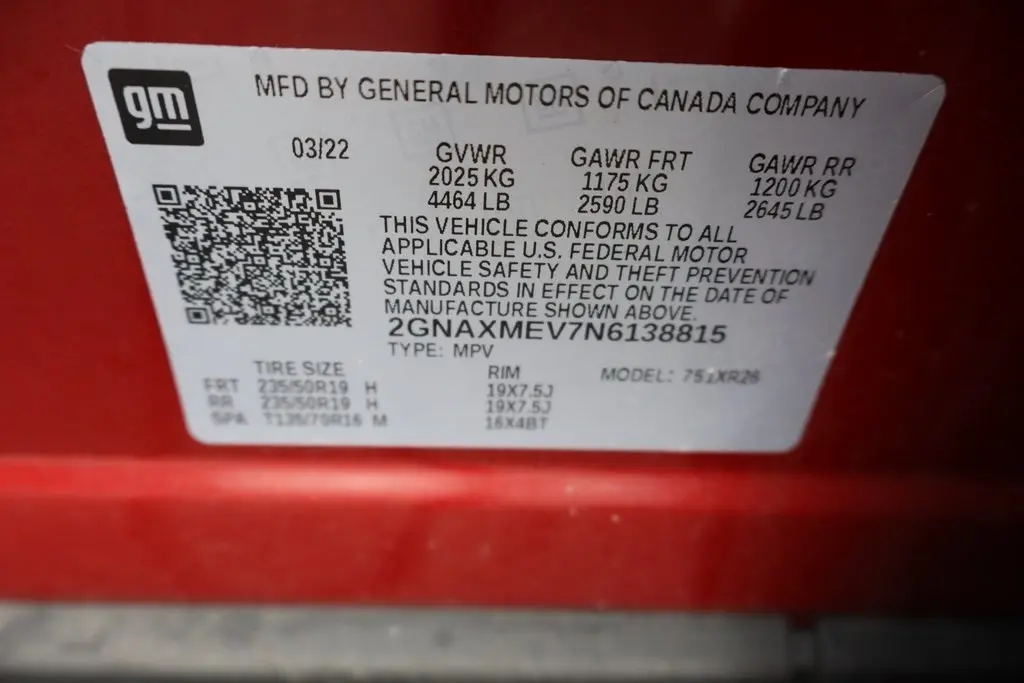 gm
MFD BY GENERAL MOTORS OF CANADA COMPANY
03/22
GVWR GAWR FRT GAWR RR
2025 KG 1175 KG 1200 KG
4464 LB 2590 LB 2645 LB
THIS VEHICLE CONFORMS TO ALL
APPLICABLE U.S. FEDERAL MOTOR
VEHICLE SAFETY AND THEFT PREVENTION
STANDARDS IN EFFECT ON THE DATE OF
MANUFACTURE SHOWN ABOVE.
2GNAXMEV7N6138815
TYPE: MPV
TIRE SIZE RIM MODEL: 751XR26
FRT 235/50R19 H 19X7.5J
RR 235/50R19 H 19X7.5J
SPA T135/70R16 M 16X4BT